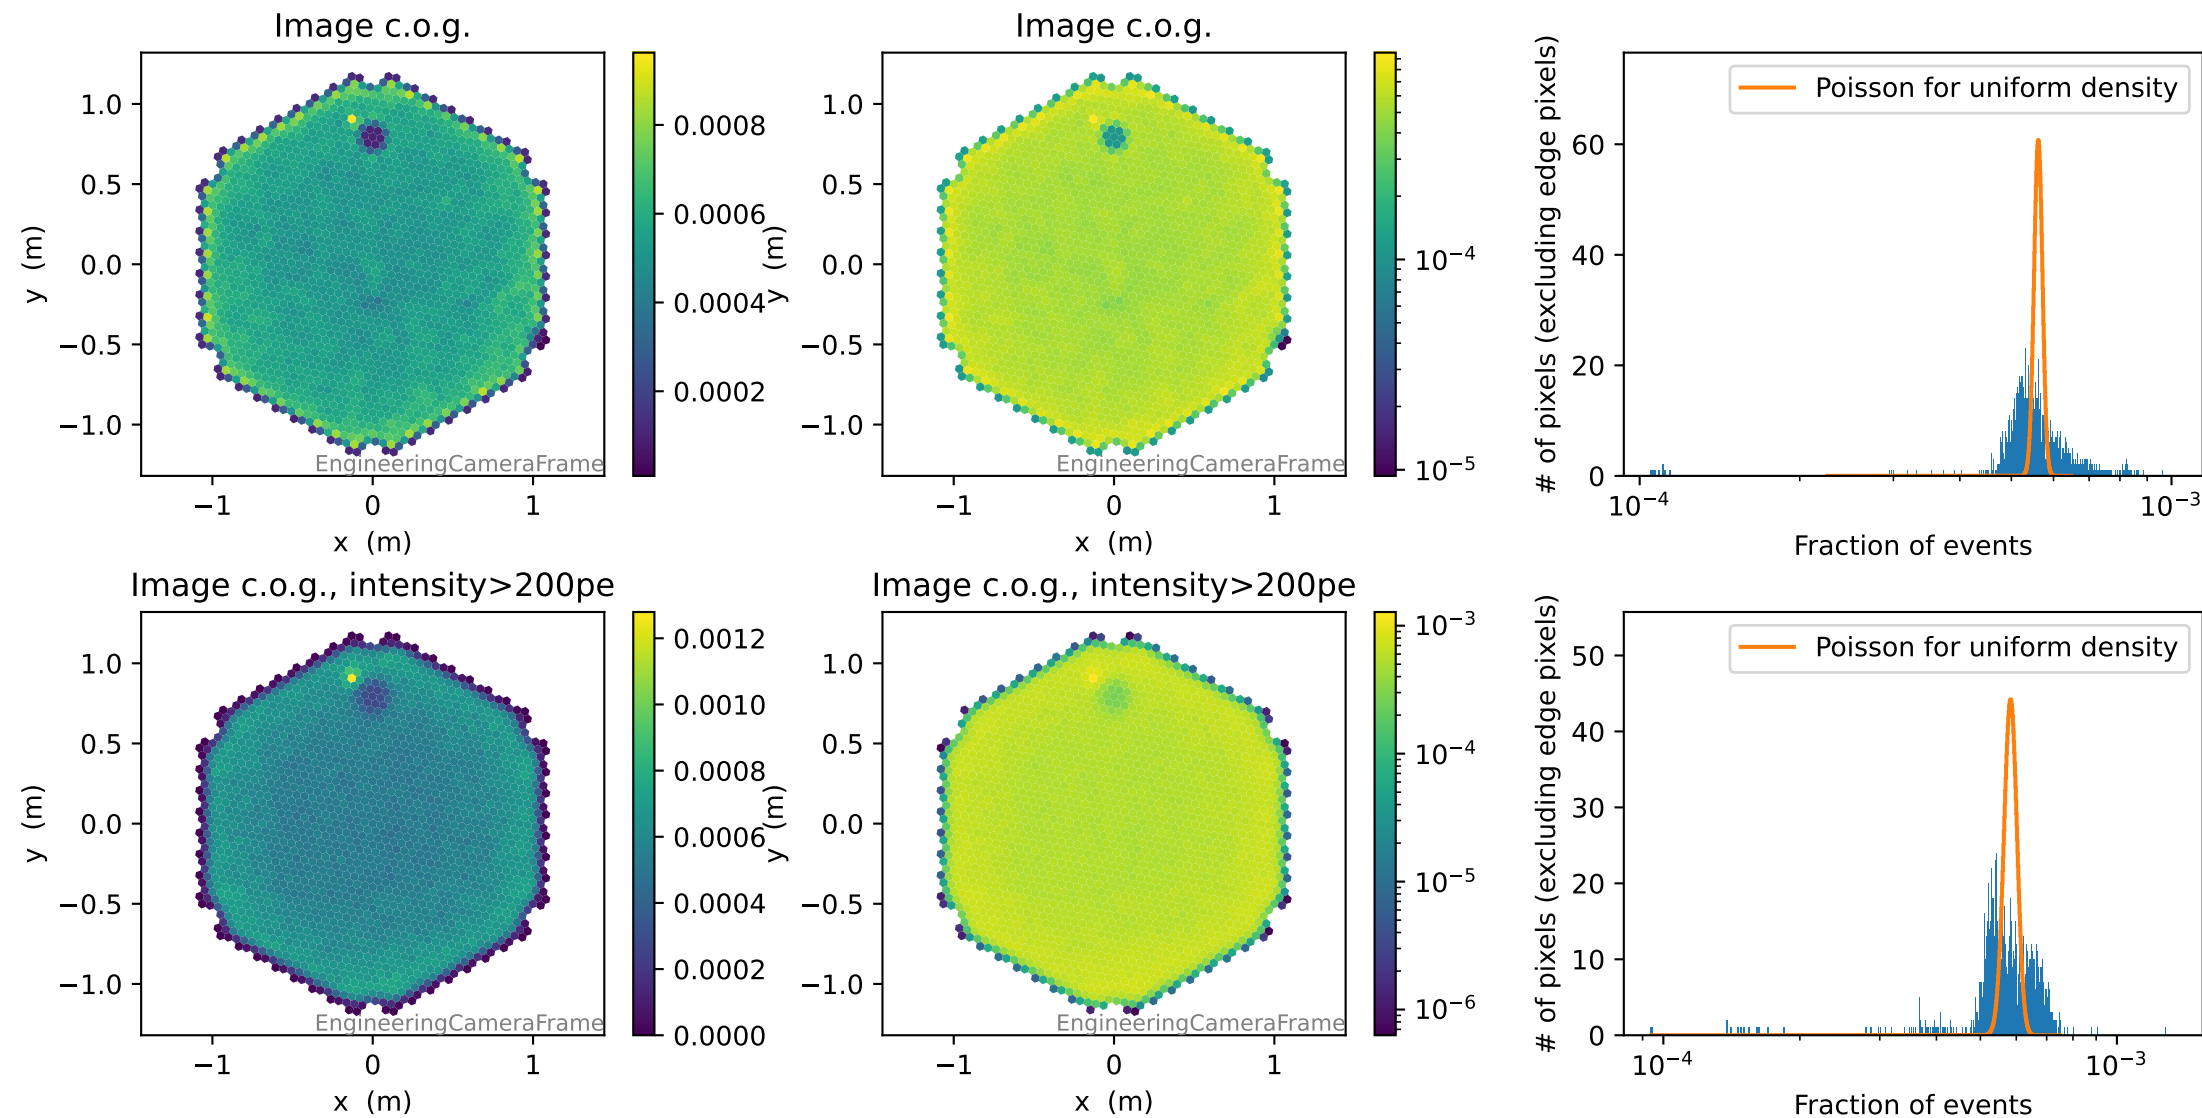 Image c.o.g.
y (m)
1.0
0.5
0.0
−0.5
−1.0
−1
0
1
x (m)
EngineeringCameraFrame
0.0008
0.0006
0.0004
0.0002
Image c.o.g.
y (m)
1.0
0.5
0.0
−0.5
−1.0
−1
0
1
x (m)
EngineeringCameraFrame
10⁻⁴
10⁻⁵
# of pixels (excluding edge pixels)
60
40
20
0
Poisson for uniform density
10⁻⁴
10⁻³
Fraction of events
Image c.o.g., intensity>200pe
y (m)
1.0
0.5
0.0
−0.5
−1.0
−1
0
1
x (m)
EngineeringCameraFrame
0.0012
0.0010
0.0008
0.0006
0.0004
0.0002
0.0000
Image c.o.g., intensity>200pe
y (m)
1.0
0.5
0.0
−0.5
−1.0
−1
0
1
x (m)
EngineeringCameraFrame
10⁻³
10⁻⁴
10⁻⁵
10⁻⁶
# of pixels (excluding edge pixels)
50
40
30
20
10
0
Poisson for uniform density
10⁻⁴
10⁻³
Fraction of events